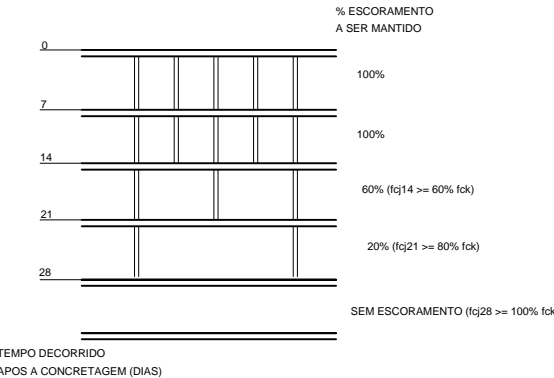 % ESCORAMENTO
A SER MANTIDO
0
100%
7
100%
14
60% (fcj14 >= 60% fck)
21
20% (fcj21 >= 80% fck)
28
SEM ESCORAMENTO (fcj28 >= 100% fck
TEMPO DECORRIDO
APOS A CONCRETAGEM (DIAS)